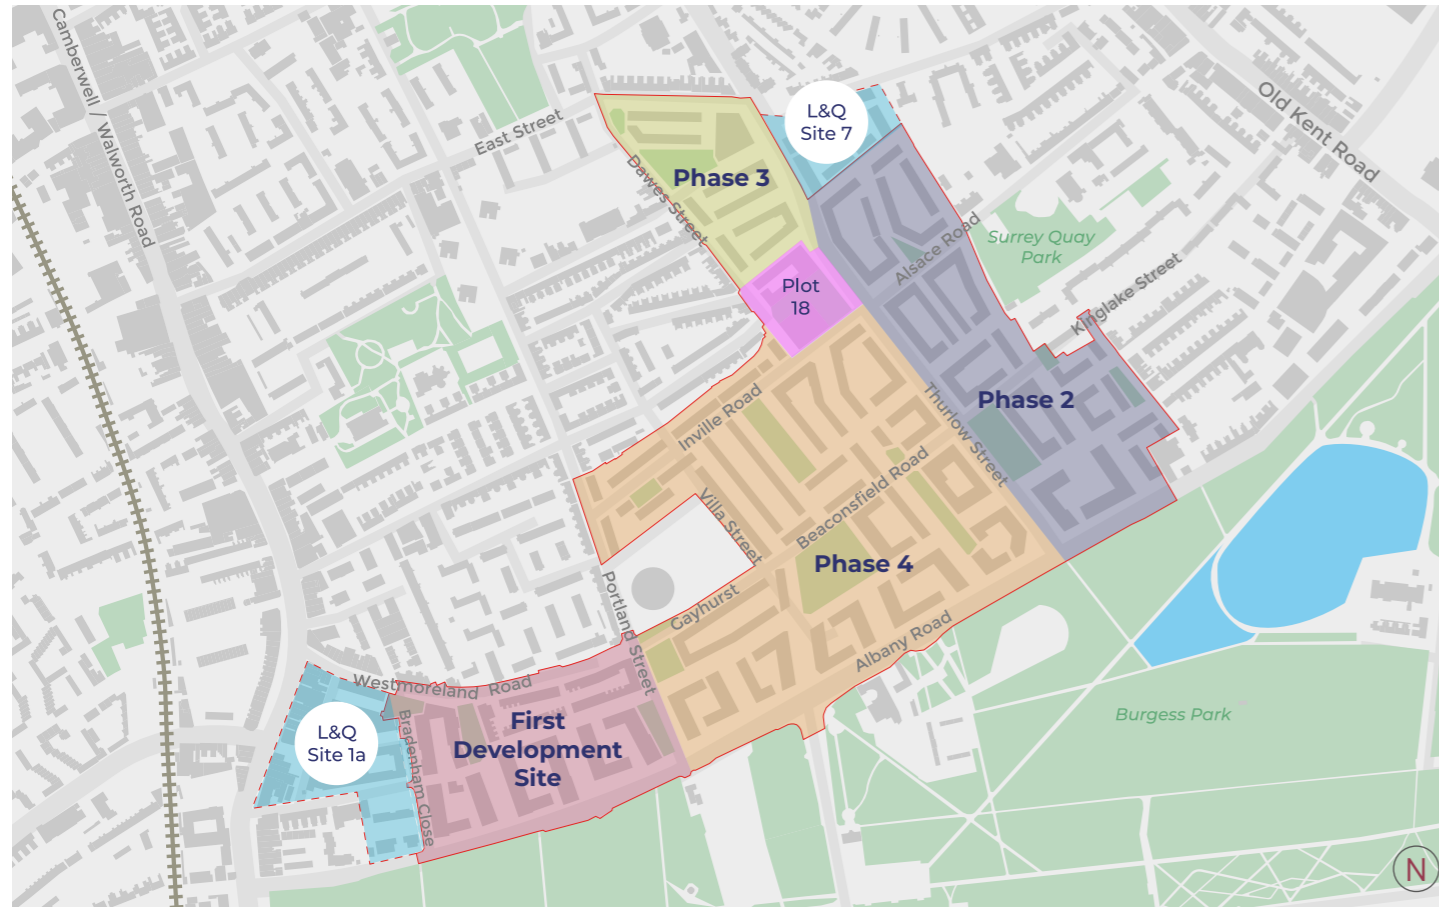 Camberwell / Walworth Road
East Street
Dawes Street
Phase 3
L&Q
Site 7
Old Kent Road
Alsace Road
Surrey Quay
Park
Kinglake Street
Plot
18
Phase 2
Thurlow Street
Inville Road
Villa Street
Beaconsfield Road
Phase 4
Gayhurst
Portland Street
Albany Road
Westmoreland Road
Bradenham Close
L&Q
Site 1a
First
Development
Site
Burgess Park
N